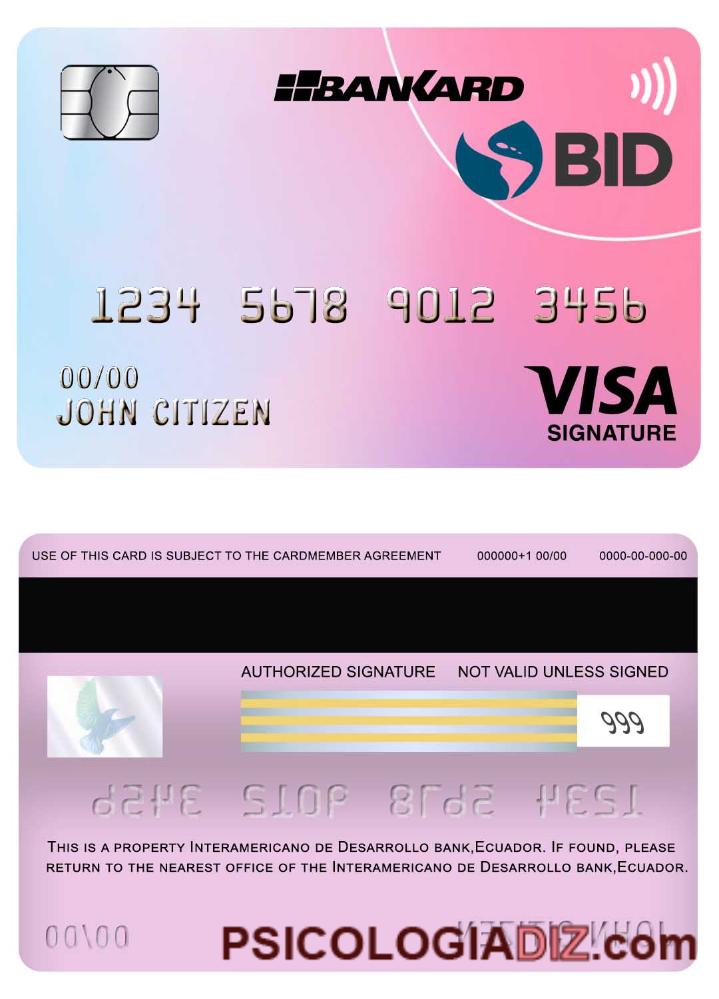 BANKARD
BID
1234 5678 9012 3456
00/00
JOHN CITIZEN
VISA
SIGNATURE
USE OF THIS CARD IS SUBJECT TO THE CARDMEMBER AGREEMENT 000000+1 00/00 0000-00-000-00
AUTHORIZED SIGNATURE NOT VALID UNLESS SIGNED
999
1234 5678 9012 3456
THIS IS A PROPERTY INTERAMERICANO DE DESARROLLO BANK,ECUADOR. IF FOUND, PLEASE
RETURN TO THE NEAREST OFFICE OF THE INTERAMERICANO DE DESARROLLO BANK,ECUADOR.
00/00 JOHN CITIZEN
PSICOLOGIADIZ.com